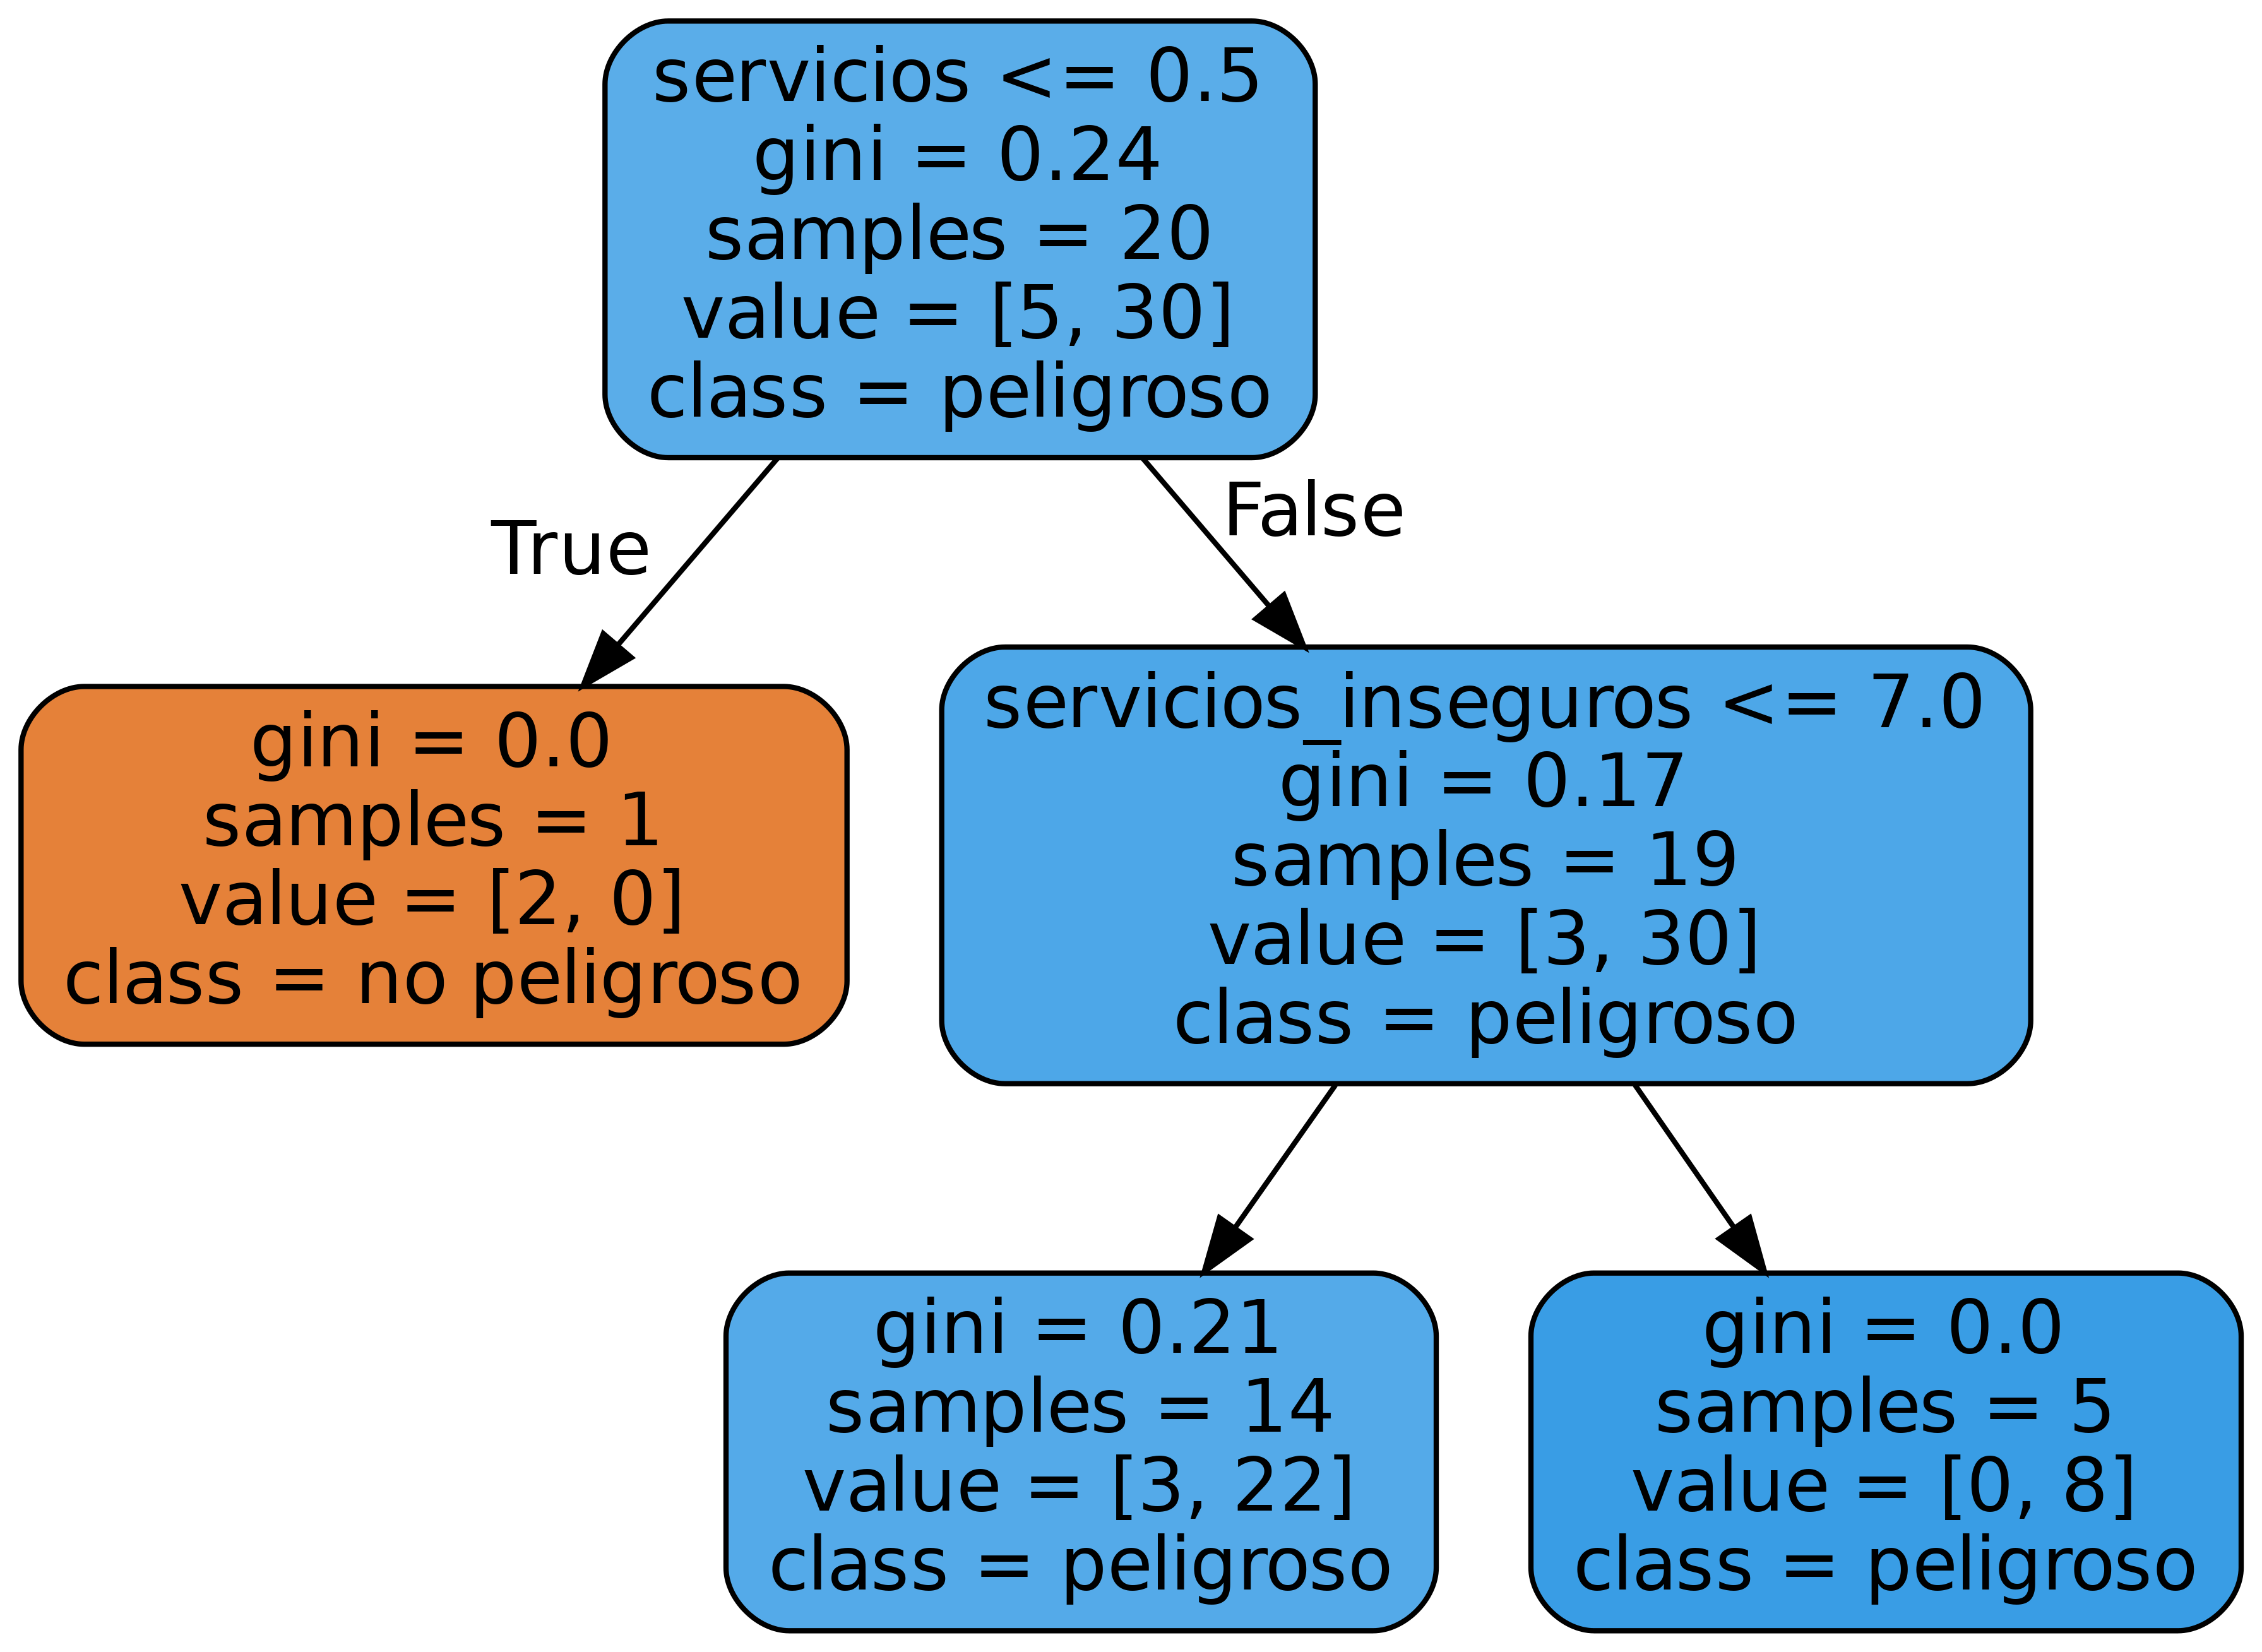 servicios <= 0.5
gini = 0.24
samples = 20
value = [5, 30]
class = peligroso
True
False
gini = 0.0
samples = 1
value = [2, 0]
class = no peligroso
servicios_inseguros <= 7.0
gini = 0.17
samples = 19
value = [3, 30]
class = peligroso
gini = 0.21
samples = 14
value = [3, 22]
class = peligroso
gini = 0.0
samples = 5
value = [0, 8]
class = peligroso